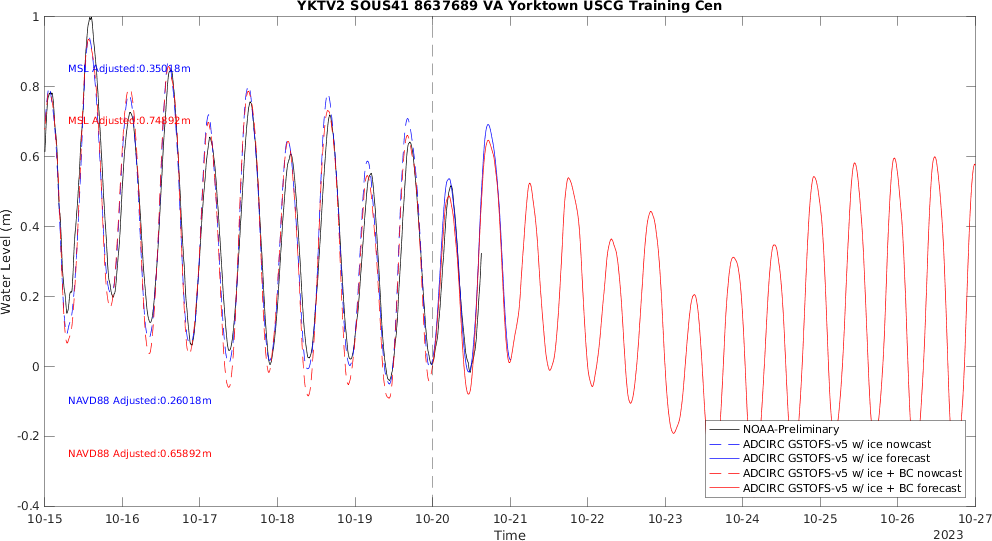 YKTV2 SOUS41 8637689 VA Yorktown USCG Training Cen
1
0.8
0.6
0.4
0.2
0
-0.2
-0.4
Water Level (m)
MSL Adjusted:0.35018m
MSL Adjusted:0.74892m
NAVD88 Adjusted:0.26018m
NAVD88 Adjusted:0.65892m
NOAA-Preliminary
ADCIRC GSTOFS-v5 w/ ice nowcast
ADCIRC GSTOFS-v5 w/ ice forecast
ADCIRC GSTOFS-v5 w/ ice + BC nowcast
ADCIRC GSTOFS-v5 w/ ice + BC forecast
10-15 10-16 10-17 10-18 10-19 10-20 10-21 10-22 10-23 10-24 10-25 10-26 10-27
Time
2023